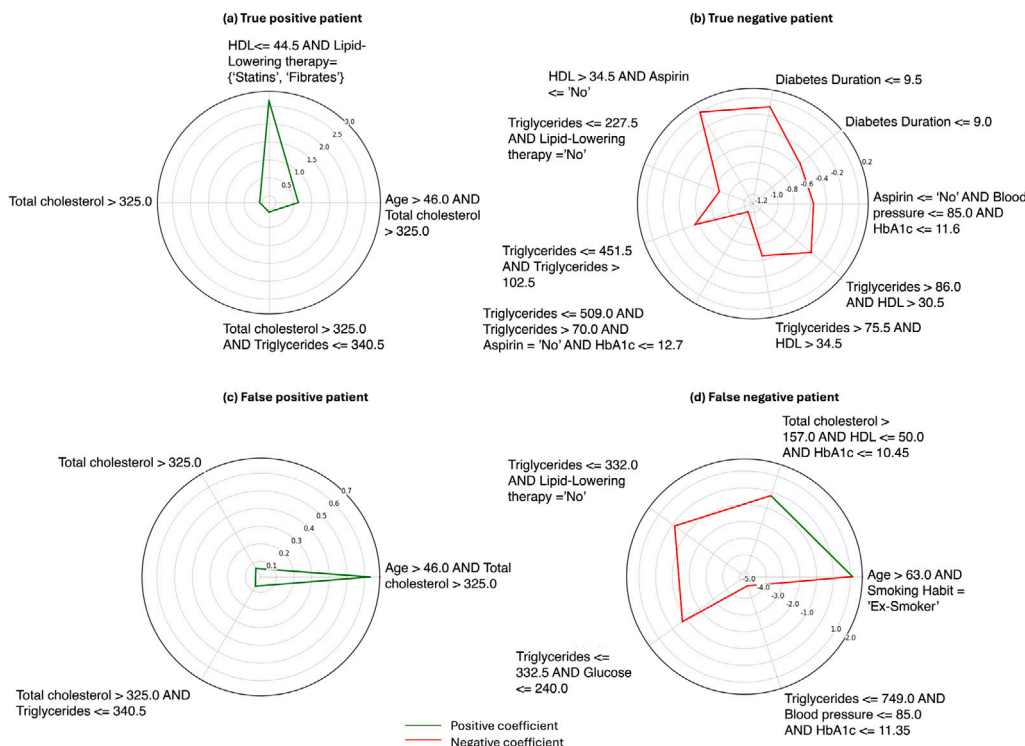 (a) True positive patient
HDL<= 44.5 AND Lipid-
Lowering therapy=
{‘Statins’, ‘Fibrates’}
3.0
2.5
2.0
1.5
1.0
0.5
Total cholesterol > 325.0
Age > 46.0 AND
Total cholesterol
> 325.0
Total cholesterol > 325.0
AND Triglycerides <= 340.5
(b) True negative patient
HDL > 34.5 AND Aspirin
<= 'No'
Diabetes Duration <= 9.5
Triglycerides <= 227.5
AND Lipid-Lowering
therapy ='No'
Diabetes Duration <= 9.0
0.2
-0.2
-0.4
-0.6
-0.8
-1.2
Aspirin <= ‘No’ AND Blood
pressure <= 85.0 AND
HbA1c <= 11.6
Triglycerides <= 451.5
AND Triglycerides >
102.5
Triglycerides > 86.0
AND HDL > 30.5
Triglycerides <= 509.0 AND
Triglycerides > 70.0 AND
Aspirin = 'No' AND HbA1c <= 12.7
Triglycerides > 75.5 AND
HDL > 34.5
(c) False positive patient
Total cholesterol > 325.0
0.7
0.6
0.5
0.4
0.3
0.2
0.1
Age > 46.0 AND Total
cholesterol > 325.0
Total cholesterol > 325.0 AND
Triglycerides <= 340.5
(d) False negative patient
Total cholesterol >
157.0 AND HDL <= 50.0
AND HbA1c <= 10.45
Triglycerides <= 332.0
AND Lipid-Lowering
therapy ='No'
Age > 63.0 AND
Smoking Habit =
'Ex-Smoker'
-5.0
-4.0
-3.0
-2.0
-1.0
1.0
-2.0
Triglycerides <=
332.5 AND Glucose
<= 240.0
Triglycerides <= 749.0 AND
Blood pressure <= 85.0
AND HbA1c <= 11.35
Positive coefficient
Negative coefficient